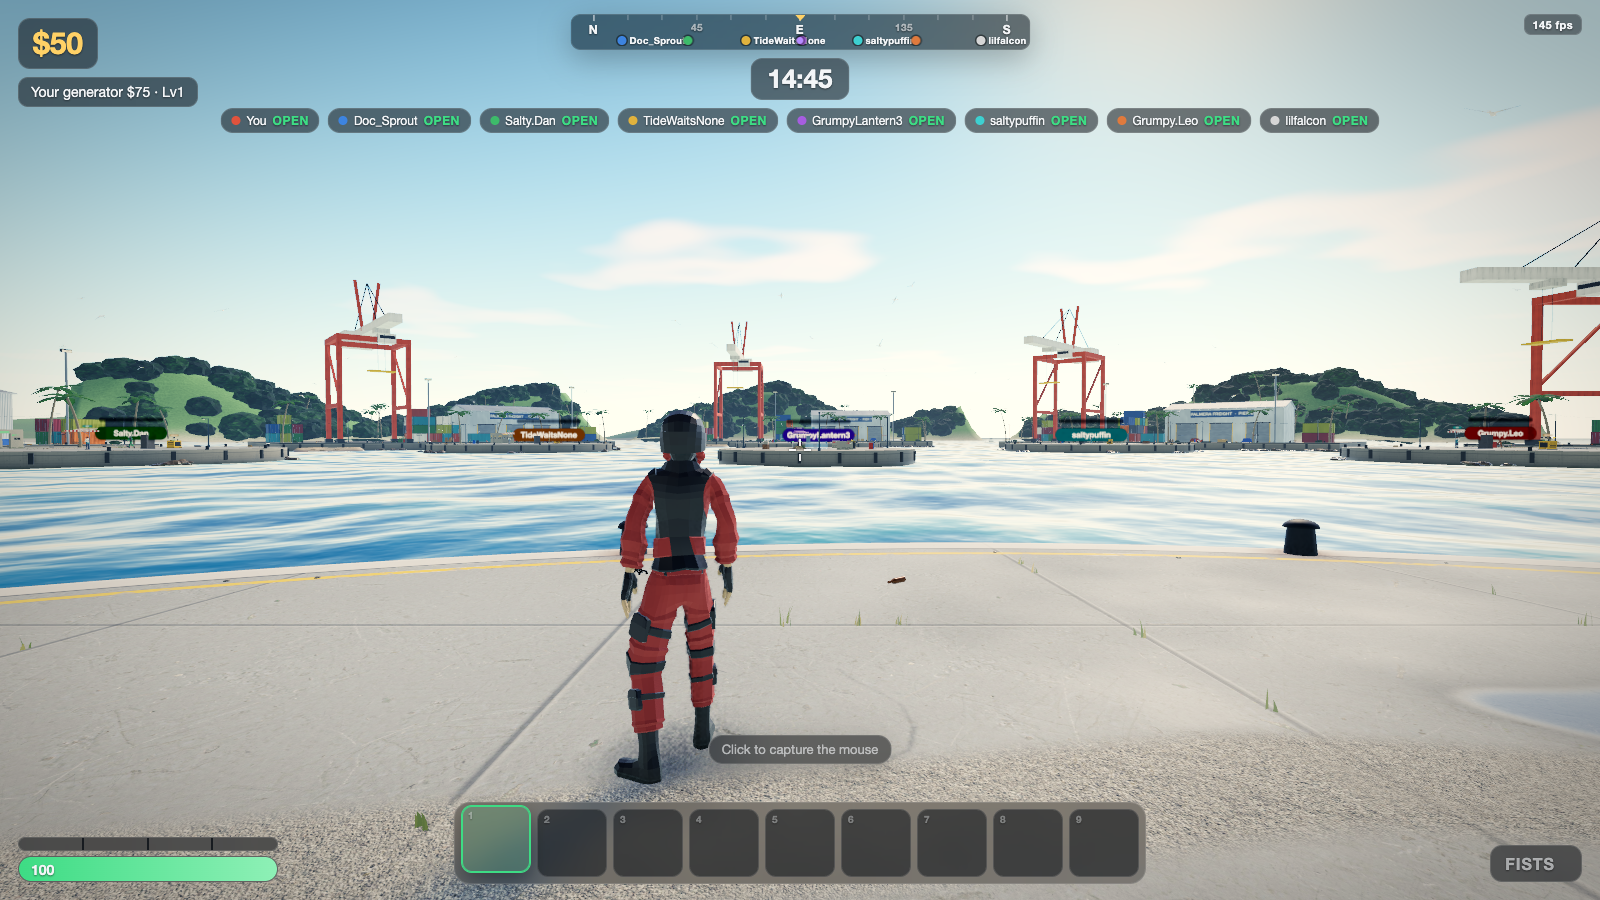 $50
Your generator $75 · Lv1
N 45 E 135 S
Doc_Sprout TideWait one saltypuffi lilfalcon
145 fps
14:45
You OPEN Doc_Sprout OPEN Salty.Dan OPEN TideWaitsNone OPEN GrumpyLantern3 OPEN saltypuffin OPEN Grumpy.Leo OPEN lilfalcon OPEN
Salty.Dan TideWaitsNone GrumpyLantern3 saltypuffin Grumpy.Leo
Click to capture the mouse
1 2 3 4 5 6 7 8 9
100
FISTS